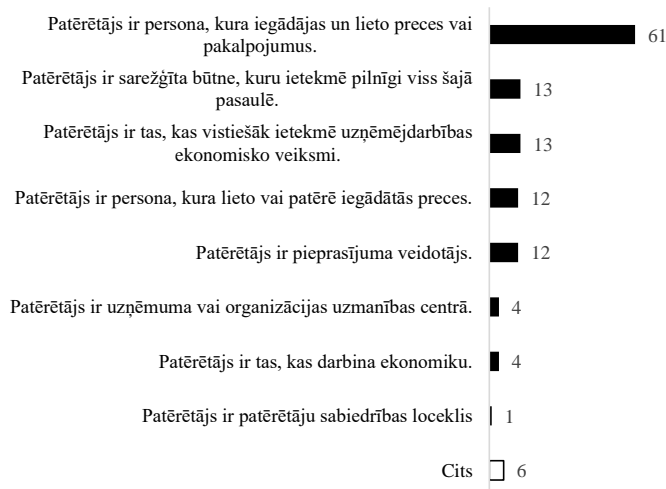 Patērētājs ir persona, kura iegādājas un lieto preces vai
pakalpojumus.
61
Patērētājs ir sarežģīta būtne, kuru ietekmē pilnīgi viss šajā
pasaulē.
13
Patērētājs ir tas, kas vistiešāk ietekmē uzņēmējdarbības
ekonomisko veiksmi.
13
Patērētājs ir persona, kura lieto vai patērē iegādātās preces.
12
Patērētājs ir pieprasījuma veidotājs.
12
Patērētājs ir uzņēmuma vai organizācijas uzmanības centrā.
4
Patērētājs ir tas, kas darbina ekonomiku.
4
Patērētājs ir patērētāju sabiedrības loceklis
1
Cits
6